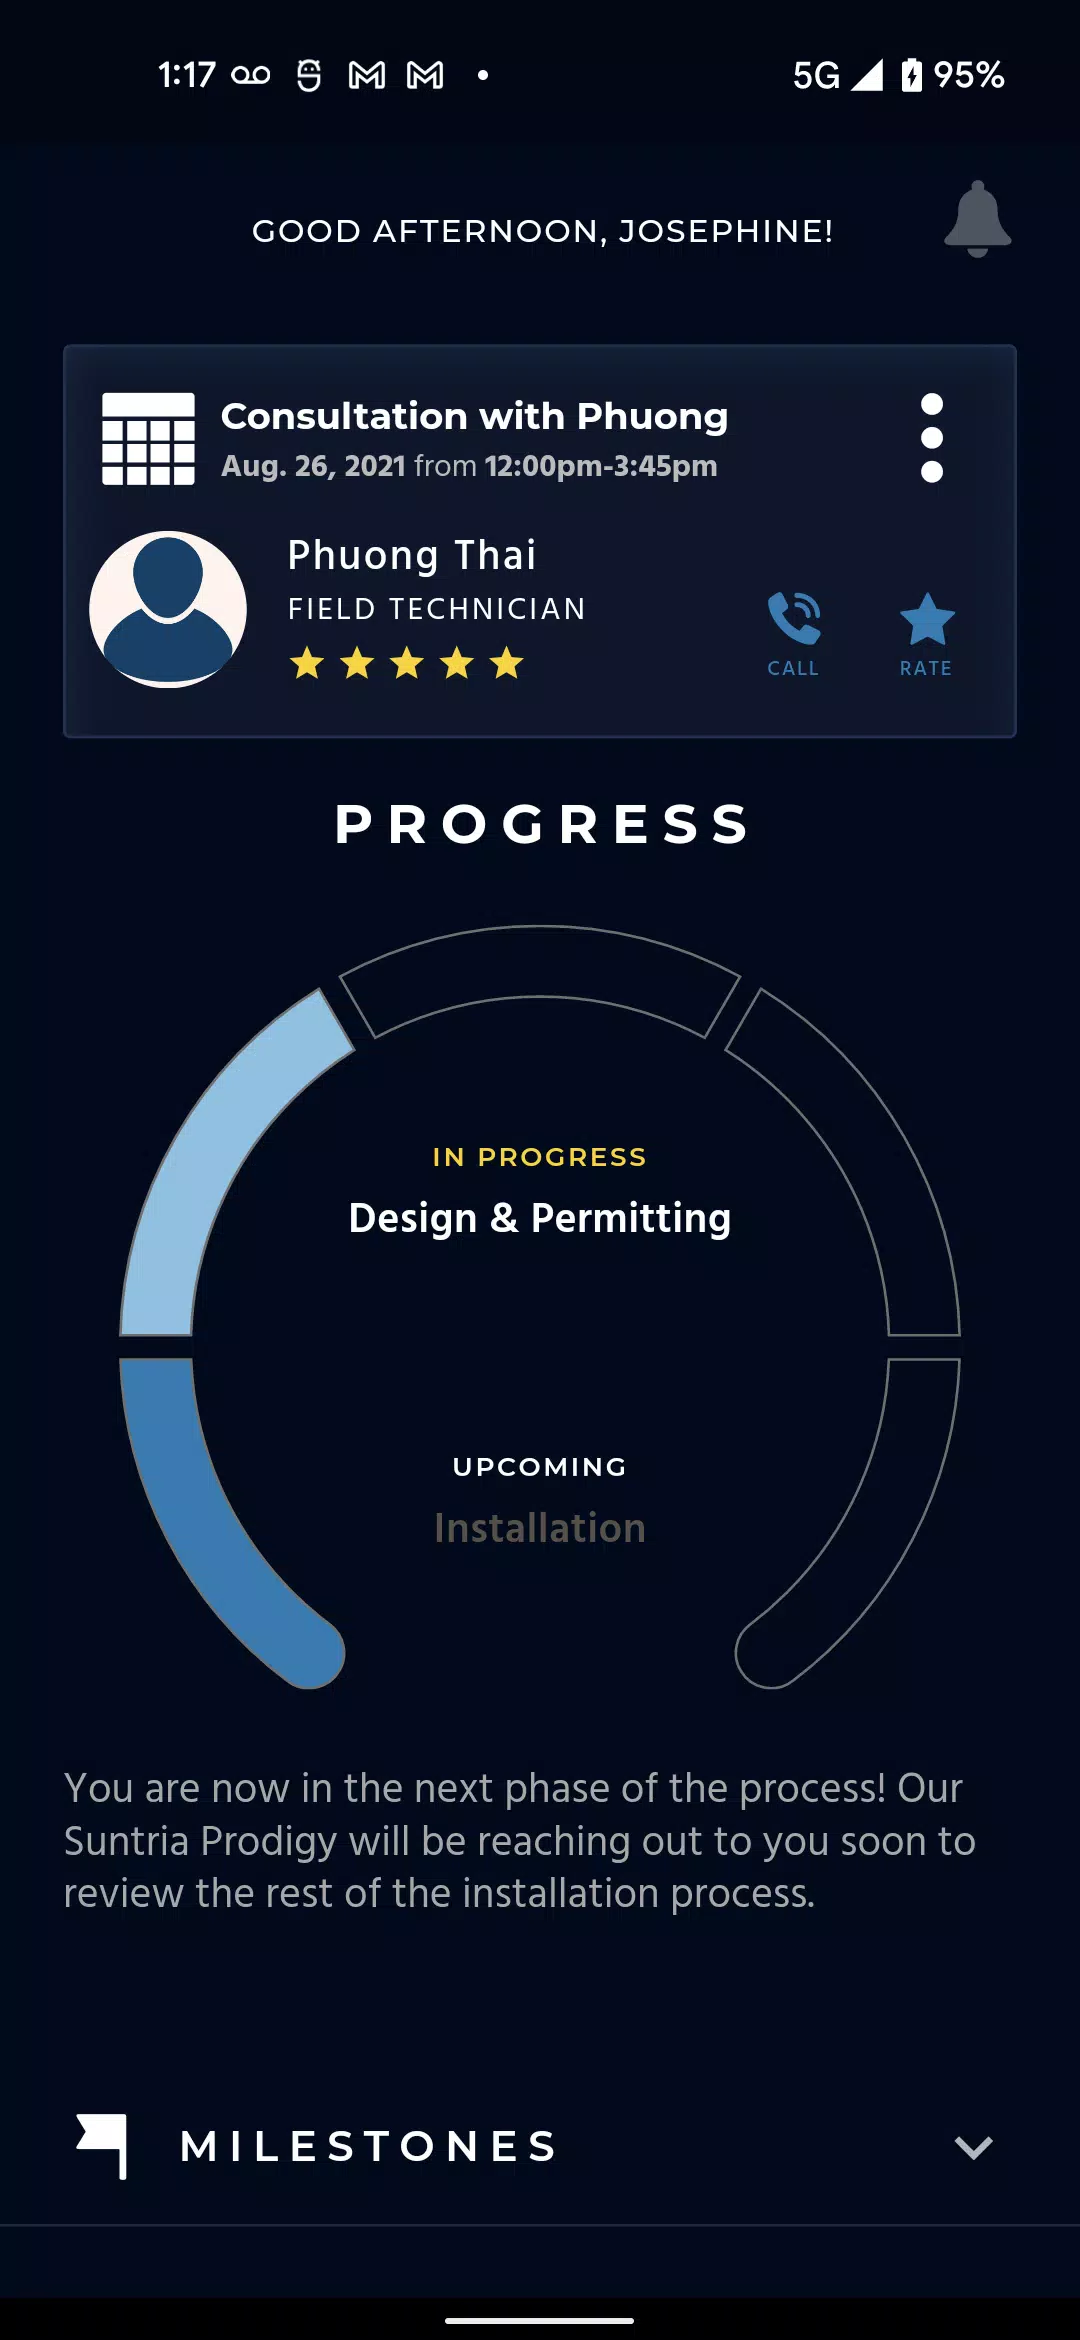 1:17
5G 95%
GOOD AFTERNOON, JOSEPHINE!
Consultation with Phuong
Aug. 26, 2021 from 12:00pm-3:45pm
Phuong Thai
FIELD TECHNICIAN
CALL RATE
PROGRESS
IN PROGRESS
Design & Permitting
UPCOMING
Installation
You are now in the next phase of the process! Our
Suntria Prodigy will be reaching out to you soon to
review the rest of the installation process.
MILESTONES